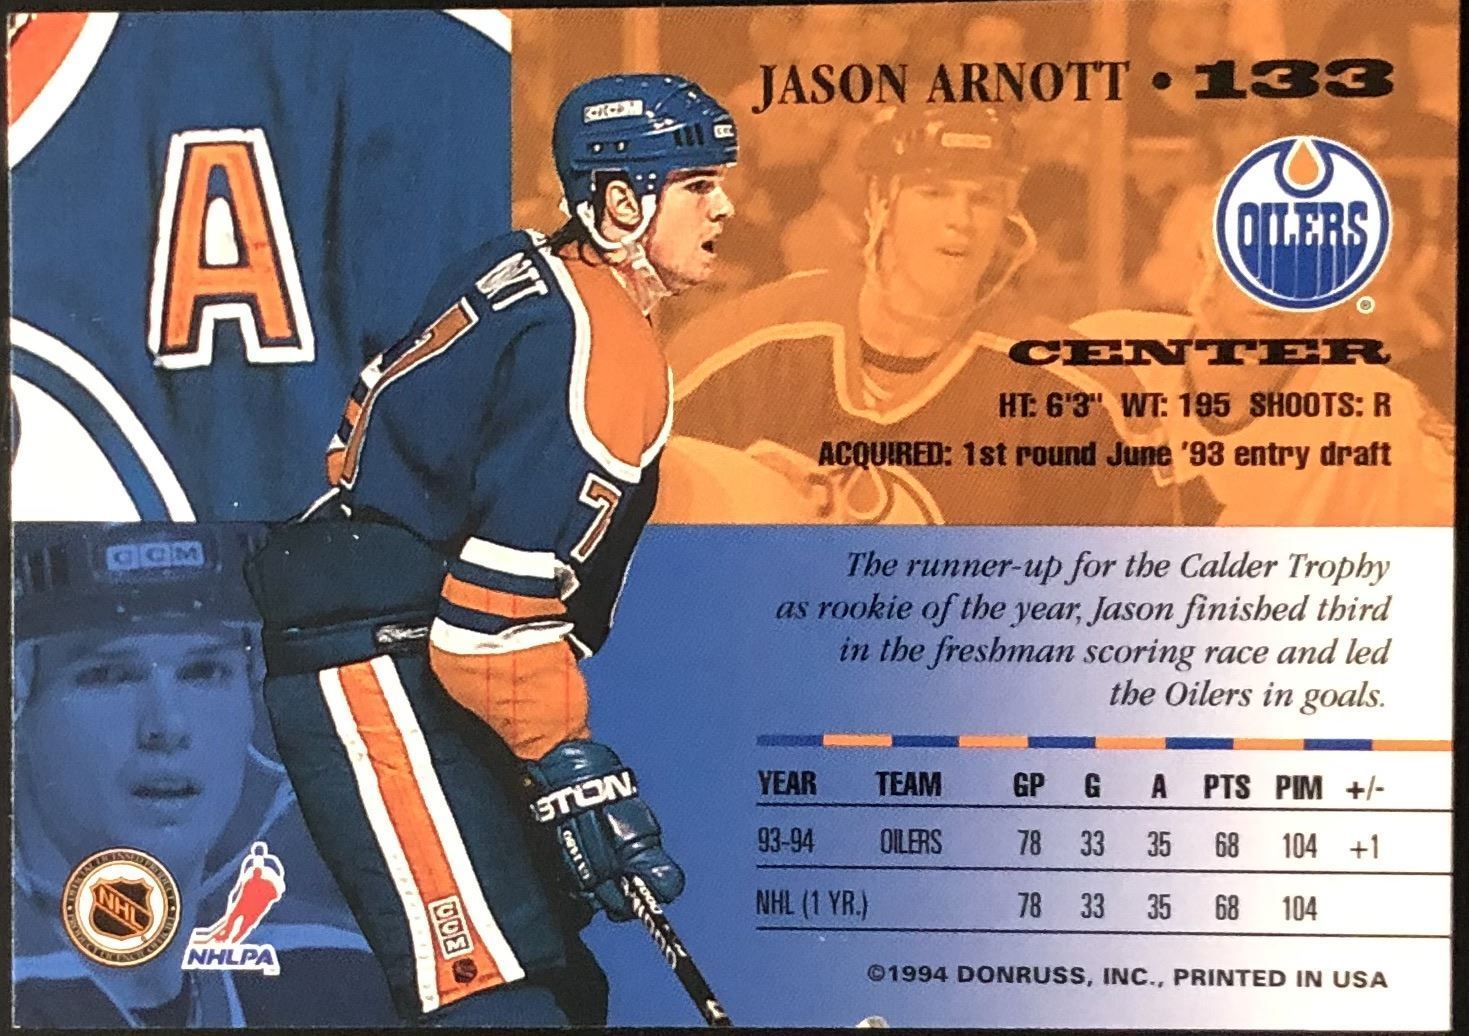 A
CCM
JASON ARNOTT • 133
OILERS
CENTER
HT: 6'3" WT: 195 SHOOTS: R
ACQUIRED: 1st round June '93 entry draft
7
7
CCM
The runner-up for the Calder Trophy
as rookie of the year, Jason finished third
in the freshman scoring race and led
the Oilers in goals.
YEAR TEAM GP G A PTS PIM +/-
93-94 OILERS 78 33 35 68 104 +1
NHL (1 YR.) 78 33 35 68 104
NHL
NHLPA
CCM
©1994 DONRUSS, INC., PRINTED IN USA